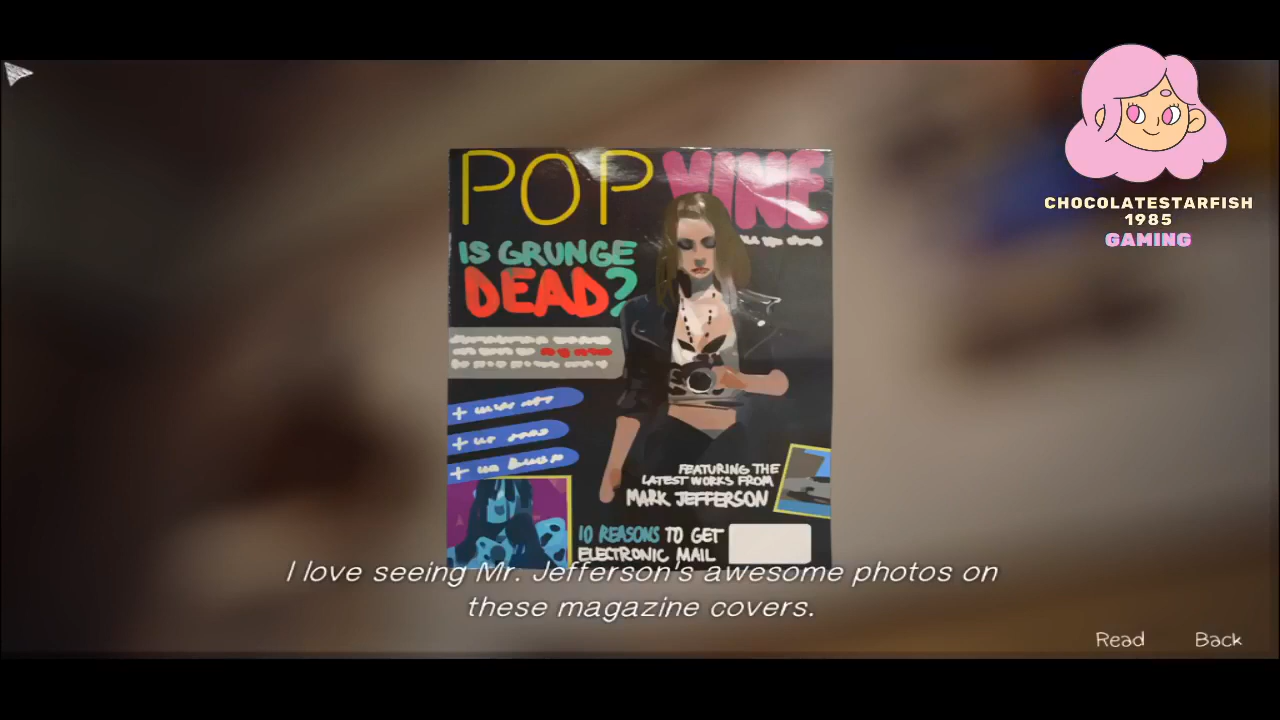 POP VINE
IS GRUNGE
DEAD?
FEATURING THE
LATEST WORKS FROM
MARK JEFFERSON
10 REASONS TO GET
ELECTRONIC MAIL
I love seeing Mr. Jefferson's awesome photos on
these magazine covers.
Read Back
CHOCOLATESTARFISH
1985
GAMING